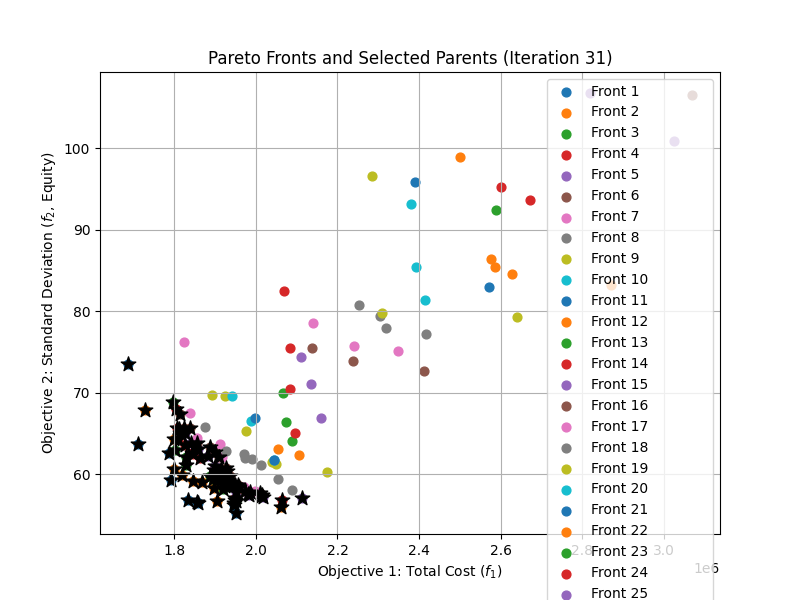 Pareto Fronts and Selected Parents (Iteration 31)
Objective 2: Standard Deviation (f₂, Equity)
100
90
80
70
60
1.8
2.0
2.2
2.4
2.6
2.8
3.0
1e6
Objective 1: Total Cost (f₁)
Front 1
Front 2
Front 3
Front 4
Front 5
Front 6
Front 7
Front 8
Front 9
Front 10
Front 11
Front 12
Front 13
Front 14
Front 15
Front 16
Front 17
Front 18
Front 19
Front 20
Front 21
Front 22
Front 23
Front 24
Front 25